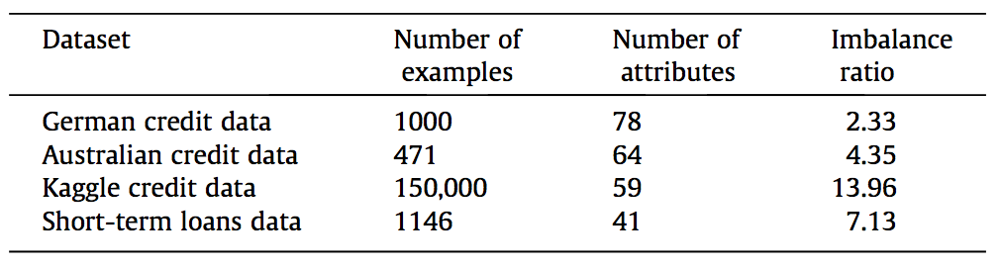 Dataset Number of examples Number of attributes Imbalance ratio
German credit data 1000 78 2.33
Australian credit data 471 64 4.35
Kaggle credit data 150,000 59 13.96
Short-term loans data 1146 41 7.13